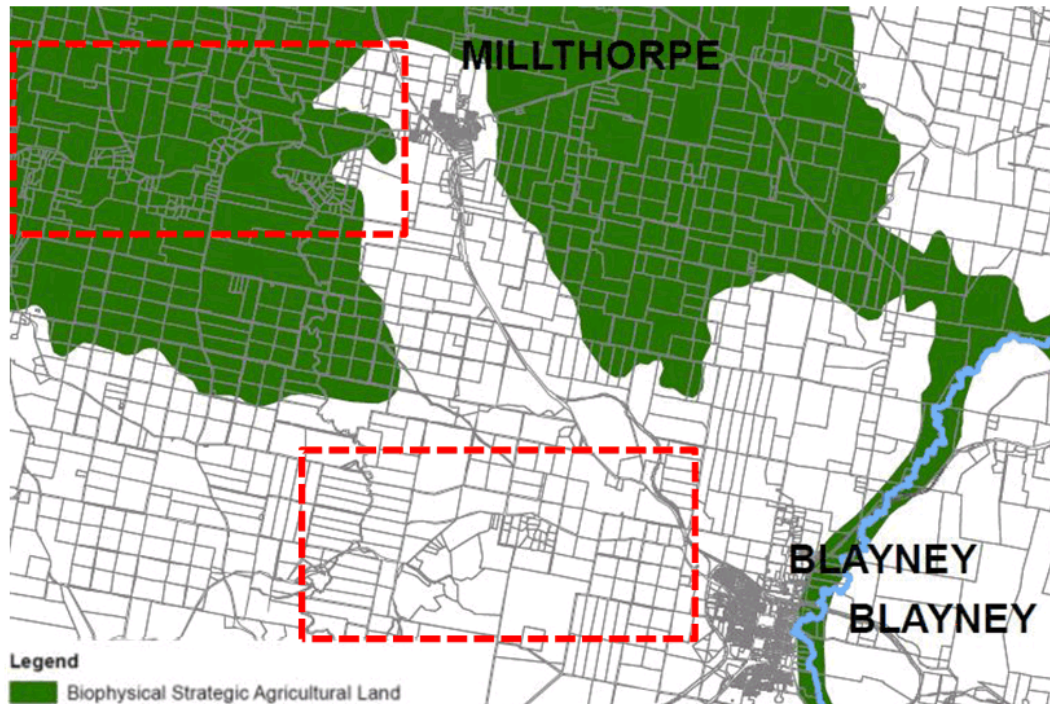 MILLTHORPE
BLAYNEY
BLAYNEY
Legend
Biophysical Strategic Agricultural Land